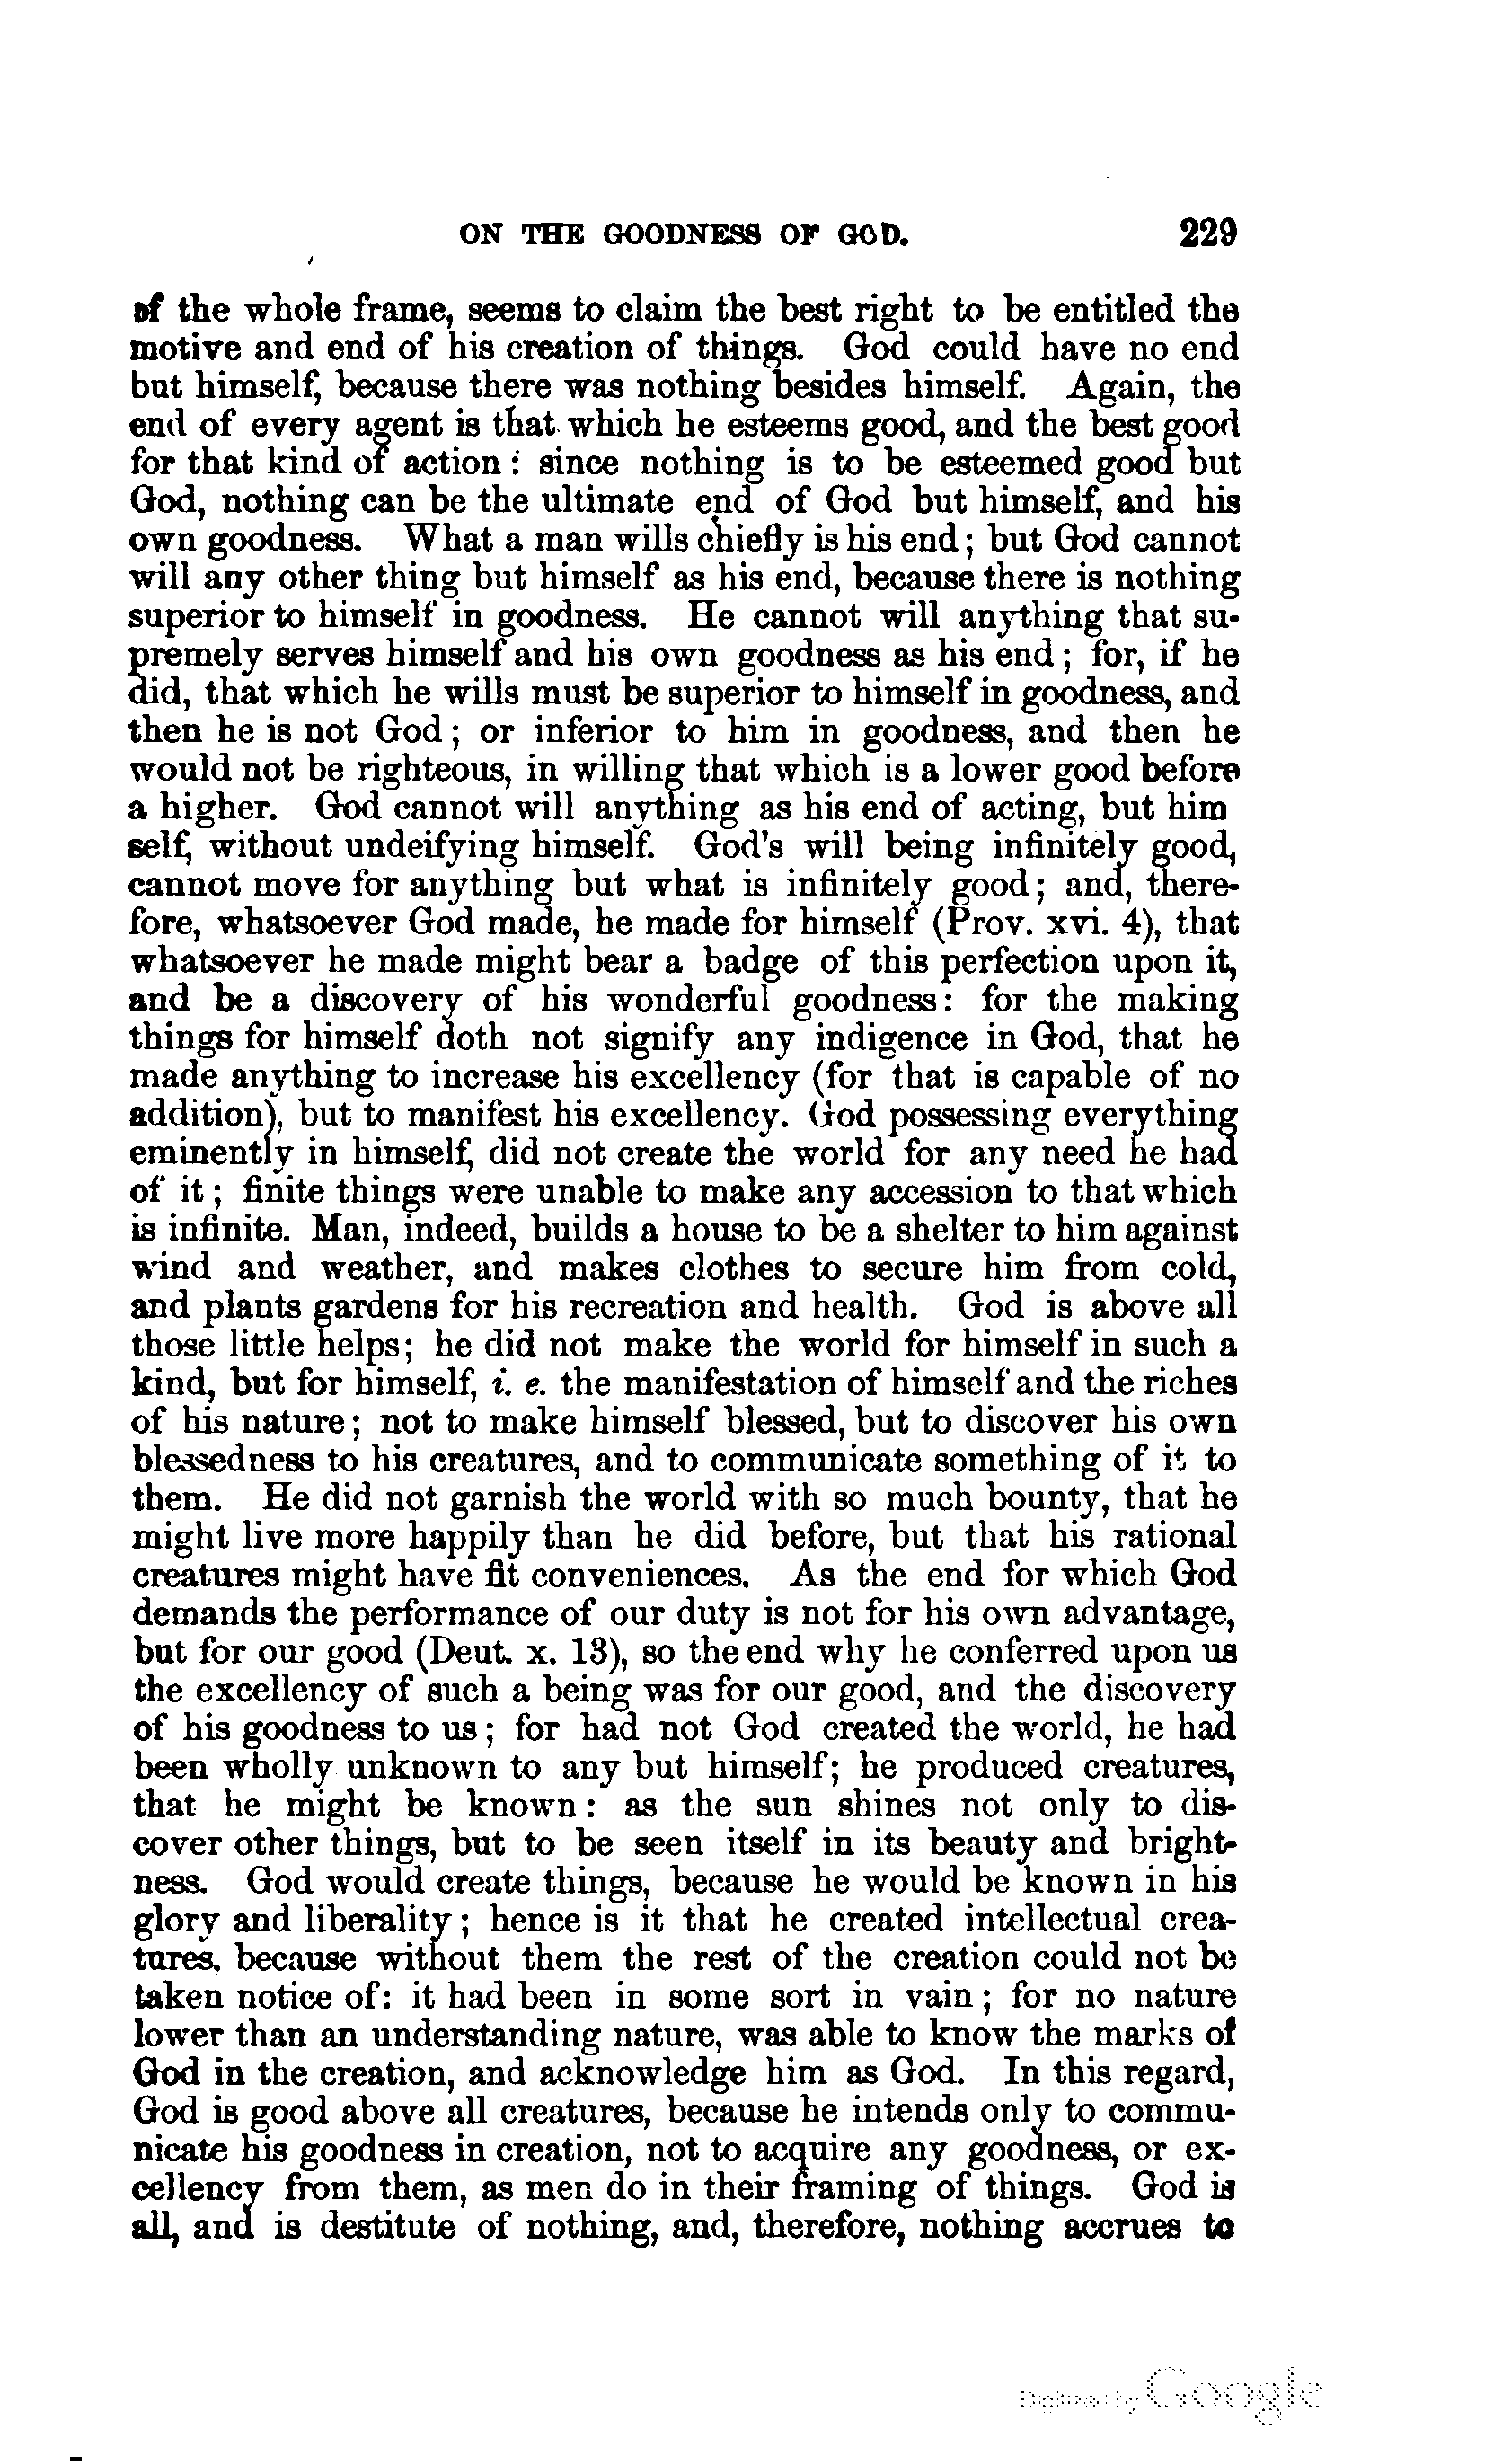 ON THE GOODNESS OF GOD. 229
of the whole frame, seems to claim the best right to be entitled the
motive and end of his creation of things. God could have no end
but himself, because there was nothing besides himself. Again, the
end of every agent is that which he esteems good, and the best good
for that kind of action: since nothing is to be esteemed good but
God, nothing can be the ultimate end of God but himself, and his
own goodness. What a man wills chiefly is his end; but God cannot
will any other thing but himself as his end, because there is nothing
superior to himself in goodness. He cannot will anything that su-
premely serves himself and his own goodness as his end; for, if he
did, that which he wills must be superior to himself in goodness, and
then he is not God; or inferior to him in goodness, and then he
would not be righteous, in willing that which is a lower good before
a higher. God cannot will anything as his end of acting, but him
self, without undeifying himself. God's will being infinitely good,
cannot move for anything but what is infinitely good; and, there-
fore, whatsoever God made, he made for himself (Prov. xvi. 4), that
whatsoever he made might bear a badge of this perfection upon it,
and be a discovery of his wonderful goodness: for the making
things for himself doth not signify any indigence in God, that he
made anything to increase his excellency (for that is capable of no
addition), but to manifest his excellency. God possessing everything
eminently in himself, did not create the world for any need he had
of it; finite things were unable to make any accession to that which
is infinite. Man, indeed, builds a house to be a shelter to him against
wind and weather, and makes clothes to secure him from cold,
and plants gardens for his recreation and health. God is above all
those little helps; he did not make the world for himself in such a
kind, but for himself, i. e. the manifestation of himself and the riches
of his nature; not to make himself blessed, but to discover his own
blessedness to his creatures, and to communicate something of it to
them. He did not garnish the world with so much bounty, that he
might live more happily than he did before, but that his rational
creatures might have fit conveniences. As the end for which God
demands the performance of our duty is not for his own advantage,
but for our good (Deut. x. 13), so the end why he conferred upon us
the excellency of such a being was for our good, and the discovery
of his goodness to us; for had not God created the world, he had
been wholly unknown to any but himself; he produced creatures,
that he might be known: as the sun shines not only to dis-
cover other things, but to be seen itself in its beauty and bright-
ness. God would create things, because he would be known in his
glory and liberality; hence is it that he created intellectual crea-
tures. because without them the rest of the creation could not be
taken notice of: it had been in some sort in vain; for no nature
lower than an understanding nature, was able to know the marks of
God in the creation, and acknowledge him as God. In this regard,
God is good above all creatures, because he intends only to commu-
nicate his goodness in creation, not to acquire any goodness, or ex-
cellency from them, as men do in their framing of things. God is
all, and is destitute of nothing, and, therefore, nothing accrues to
Digitized by Google